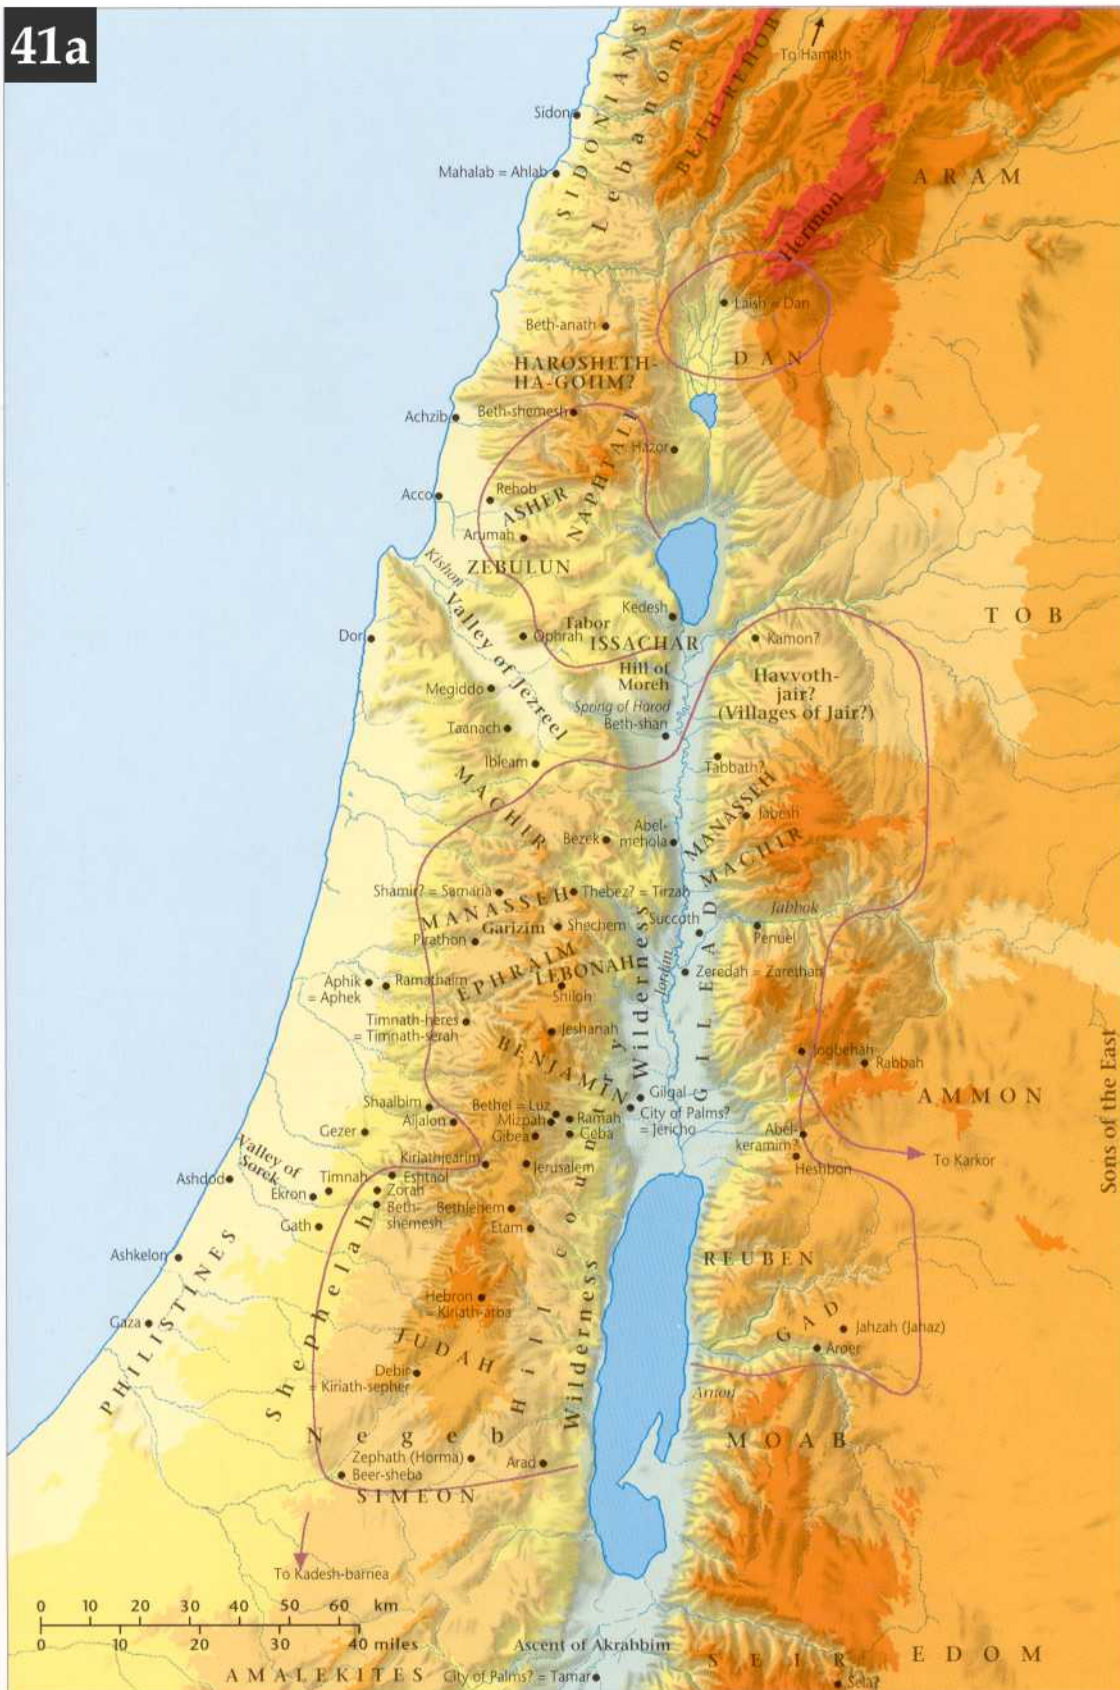 41a
To Hamath
SIDONIANS
Lebanon
BETH REHOB
Sidon
Mahalab = Ahlab
ARAM
Hermon
Laish = Dan
DAN
Beth-anath
HAROSHETH-
HA-GOIIM?
Achzib
Beth-shemesh
Hazor
NAPHTALI
Acco
Rehob
ASHER
Arumah
ZEBULUN
Kishon
Valley of Jezreel
Kedesh
Tabor
TOB
Dor
Ophrah
ISSACHAR
Kamon?
Hill of
Moreh
Havvoth-
jair?
(Villages of Jair?)
Megiddo
Spring of Harod
Beth-shan
Taanach
Ibleam
Tabbath?
MACHIR
MANASSEH
Jabesh
MACHIR
Bezek
Abel-
mehola
Shamir? = Samaria
Thebez? = Tirzah
MANASSEH
Garizim
Shechem
Succoth
Jabbok
Penuel
Pirathon
EPHRAIM
LEBONAH
Jordan
Zeredah = Zarethan
Aphik
= Aphek
Ramathaim
Shiloh
Timnath-heres
= Timnath-serah
Jeshanah
BENJAMIN
Wilderness
GILEAD
Jogbehah
Rabbah
AMMON
Sons of the East
Gilgal
City of Palms?
= Jericho
Shaalbim
Bethel = Luz
Aijalon
Mizpah
Ramah
Gibea
Geba
Gezer
Abel-
keramim?
Heshbon
To Karkor
Kiriathjearim
Jerusalem
Valley of
Sorek
Ashdod
Timnah
Eshtaol
Ekron
Zorah
Beth-
shemesh
Bethlehem
Gath
Etam
Ashkelon
PHILISTINES
Shephelah
REUBEN
Hebron
= Kiriath-arba
Gaza
JUDAH
Hill country
Wilderness
GAD
Jahzah (Jahaz)
Aroer
Debir
= Kiriath-sepher
Arnon
Negeb
MOAB
Zephath (Horma)
Arad
Beer-sheba
SIMEON
To Kadesh-barnea
0 10 20 30 40 50 60 km
0 10 20 30 40 miles
Ascent of Akrabbim
AMALEKITES
City of Palms? = Tamar
SEIR
EDOM
Sela?